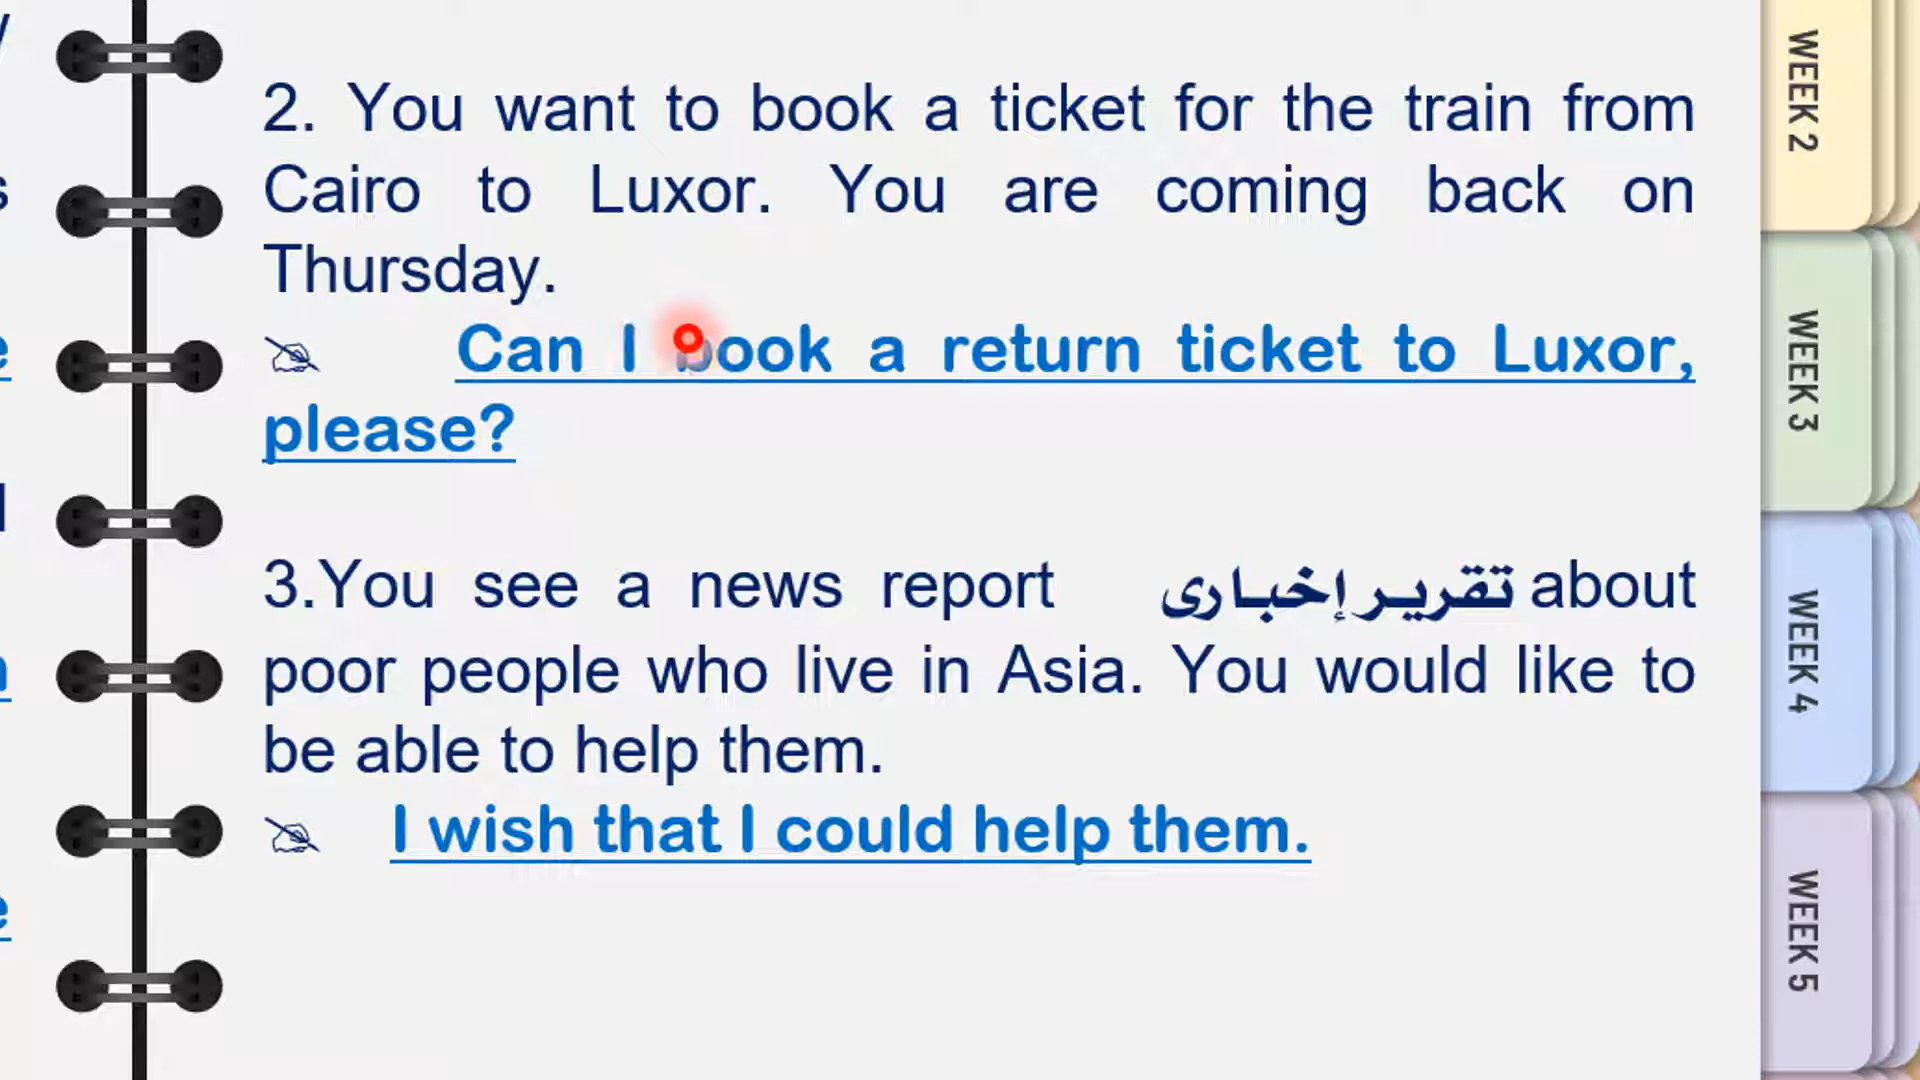 2. You want to book a ticket for the train from
Cairo to Luxor. You are coming back on
Thursday.
Can I book a return ticket to Luxor,
please?
3.You see a news report تقرير إخبارى about
poor people who live in Asia. You would like to
be able to help them.
I wish that I could help them.
WEEK 2
WEEK 3
WEEK 4
WEEK 5